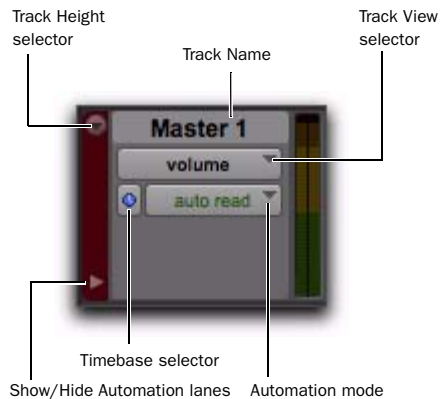 Track Height
selector
Track View
selector
Track Name
Master 1
volume
auto read
Timebase selector
Show/Hide Automation lanes
Automation mode